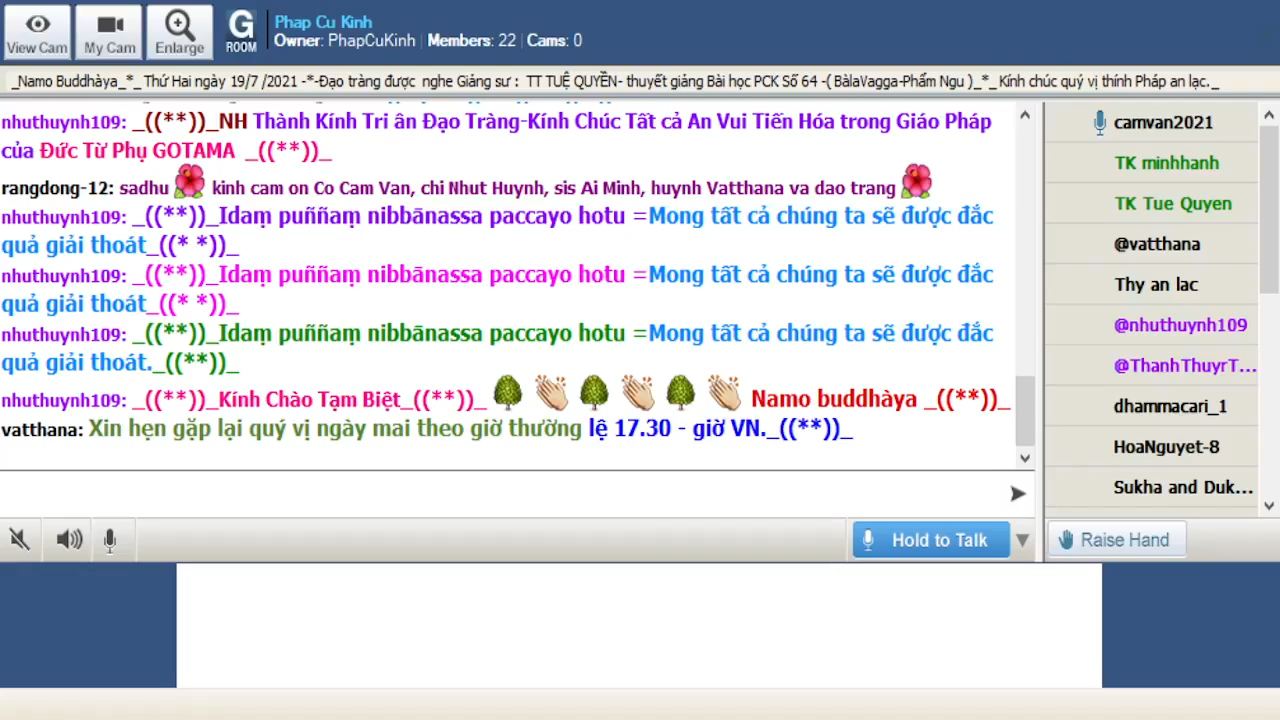 View Cam
My Cam
Enlarge
G
ROOM
Phap Cu Kinh
Owner: PhapCuKinh Members: 22 Cams: 0
_Namo Buddhàya_*_ Thứ Hai ngày 19/7 /2021 -*-Đạo tràng được nghe Giảng sư : TT TUỆ QUYỀN- thuyết giảng Bài học PCK Số 64 -( BàlaVagga-Phẩm Ngu )_*_Kính chúc quý vị thính Pháp an lạc._
nhuthuynh109: _((**))_NH Thành Kính Tri ân Đạo Tràng-Kính Chúc Tất cả An Vui Tiến Hóa trong Giáo Pháp
của Đức Từ Phụ GOTAMA _((**))_
rangdong-12: sadhu kinh cam on Co Cam Van, chi Nhut Huynh, sis Ai Minh, huynh Vatthana va dao trang
nhuthuynh109: _((**))_Idaṃ puññaṃ nibbānassa paccayo hotu =Mong tất cả chúng ta sẽ được đắc
quả giải thoát_((* *))_
nhuthuynh109: _((**))_Idaṃ puññaṃ nibbānassa paccayo hotu =Mong tất cả chúng ta sẽ được đắc
quả giải thoát_((* *))_
nhuthuynh109: _((**))_Idaṃ puññaṃ nibbānassa paccayo hotu =Mong tất cả chúng ta sẽ được đắc
quả giải thoát._((**))_
nhuthuynh109: _((**))_Kính Chào Tạm Biệt_((**))_ Namo buddhàya _((**))_
vatthana: Xin hẹn gặp lại quý vị ngày mai theo giờ thường lệ 17.30 - giờ VN._((**))_
camvan2021
TK minhhanh
TK Tue Quyen
@vatthana
Thy an lac
@nhuthuynh109
@ThanhThuyrT...
dhammacari_1
HoaNguyet-8
Sukha and Duk...
Hold to Talk
Raise Hand